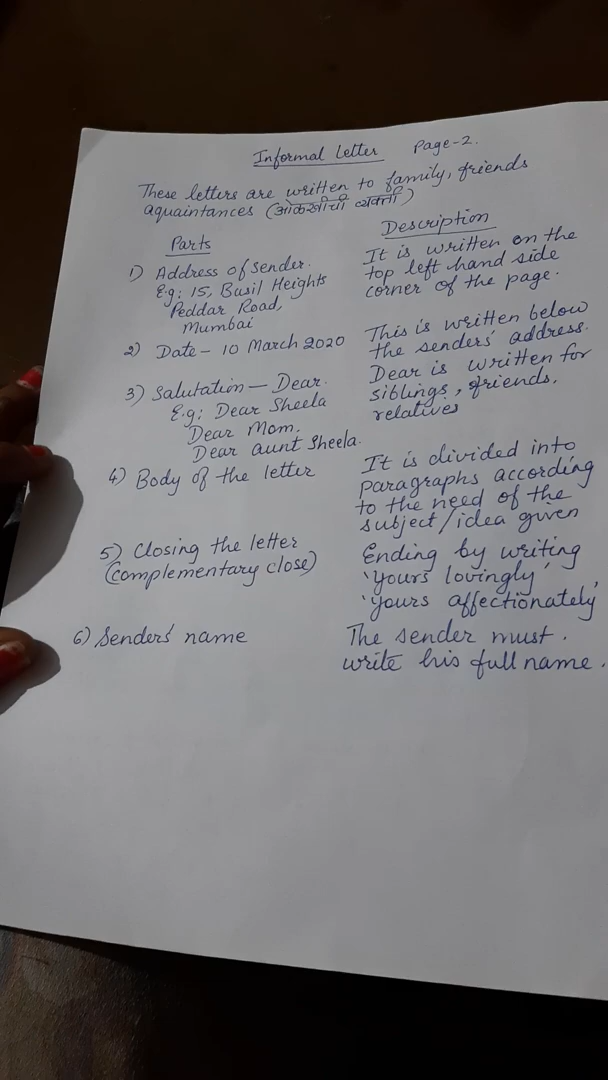 Informal Letter Page-2.
These letters are written to family, friends
aquaintances (ओळखीची व्यक्ती)
Parts Description
1) Address of sender. It is written on the
E.g: 15, Basil Heights top left hand side
Peddar Road, corner of the page.
Mumbai
2) Date - 10 March 2020 This is written below
the senders' address.
3) Salutation - Dear. Dear is written for
E.g: Dear Sheela siblings, friends,
Dear Mom. relatives
Dear aunt Sheela.
4) Body of the letter It is divided into
paragraphs according
to the need of the
subject/idea given
5) Closing the letter Ending by writing
(complementary close) 'yours lovingly'
'yours affectionately'
6) Senders' name The sender must.
write his full name.